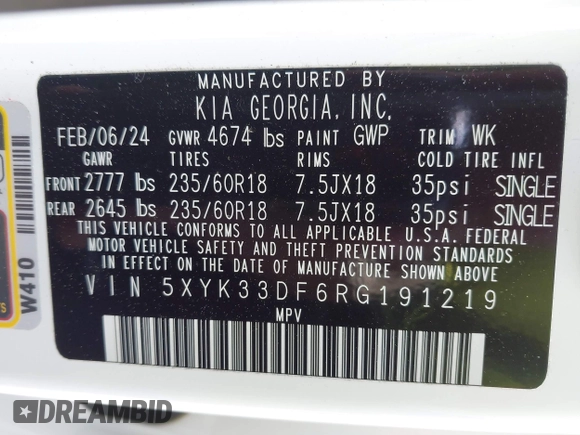 MANUFACTURED BY
KIA GEORGIA, INC.
FEB/06/24 GVWR 4674 lbs PAINT GWP TRIM WK
GAWR TIRES RIMS COLD TIRE INFL
FRONT 2777 lbs 235/60R18 7.5JX18 35psi SINGLE
REAR 2645 lbs 235/60R18 7.5JX18 35psi SINGLE
THIS VEHICLE CONFORMS TO ALL APPLICABLE U.S.A. FEDERAL
MOTOR VEHICLE SAFETY AND THEFT PREVENTION STANDARDS
IN EFFECT ON THE DATE OF MANUFACTURE SHOWN ABOVE
VIN 5XYK33DF6RG191219
MPV
W410
DREAMBID